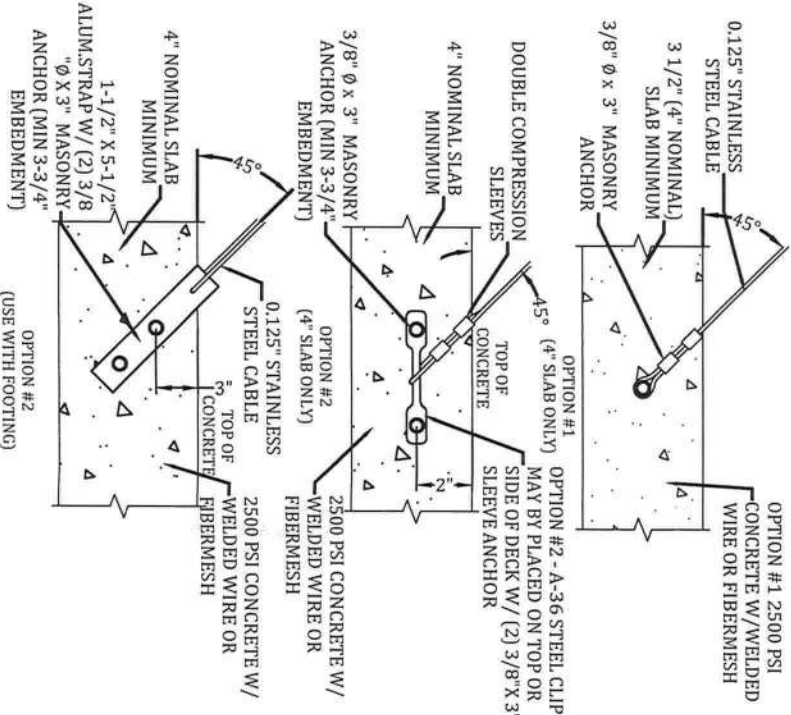 0.125" STAINLESS
STEEL CABLE
3 1/2" (4" NOMINAL)
SLAB MINIMUM
3/8" Ø X 3" MASONRY
ANCHOR
45°
OPTION #1 2500 PSI
CONCRETE W/WELDED
WIRE OR FIBERMESH
OPTION #1
(4" SLAB ONLY)
DOUBLE COMPRESSION
SLEEVES
4" NOMINAL SLAB
MINIMUM
3/8" Ø x 3" MASONRY
ANCHOR (MIN 3-3/4"
EMBEDMENT)
45°
TOP OF
CONCRETE
2"
OPTION #2 - A-36 STEEL CLIP
MAY BY PLACED ON TOP OR
SIDE OF DECK W/ (2) 3/8"X 3"
SLEEVE ANCHOR
2500 PSI CONCRETE W/
WELDED WIRE OR
FIBERMESH
OPTION #2
(4" SLAB ONLY)
4" NOMINAL SLAB
MINIMUM
1-1/2" X 5-1/2"
ALUM.STRAP W/ (2) 3/8
"Ø X 3" MASONRY
ANCHOR (MIN 3-3/4"
EMBEDMENT)
45°
0.125" STAINLESS
STEEL CABLE
3"
TOP OF
CONCRETE
2500 PSI CONCRETE W/
WELDED WIRE OR
FIBERMESH
OPTION #2
(USE WITH FOOTING)